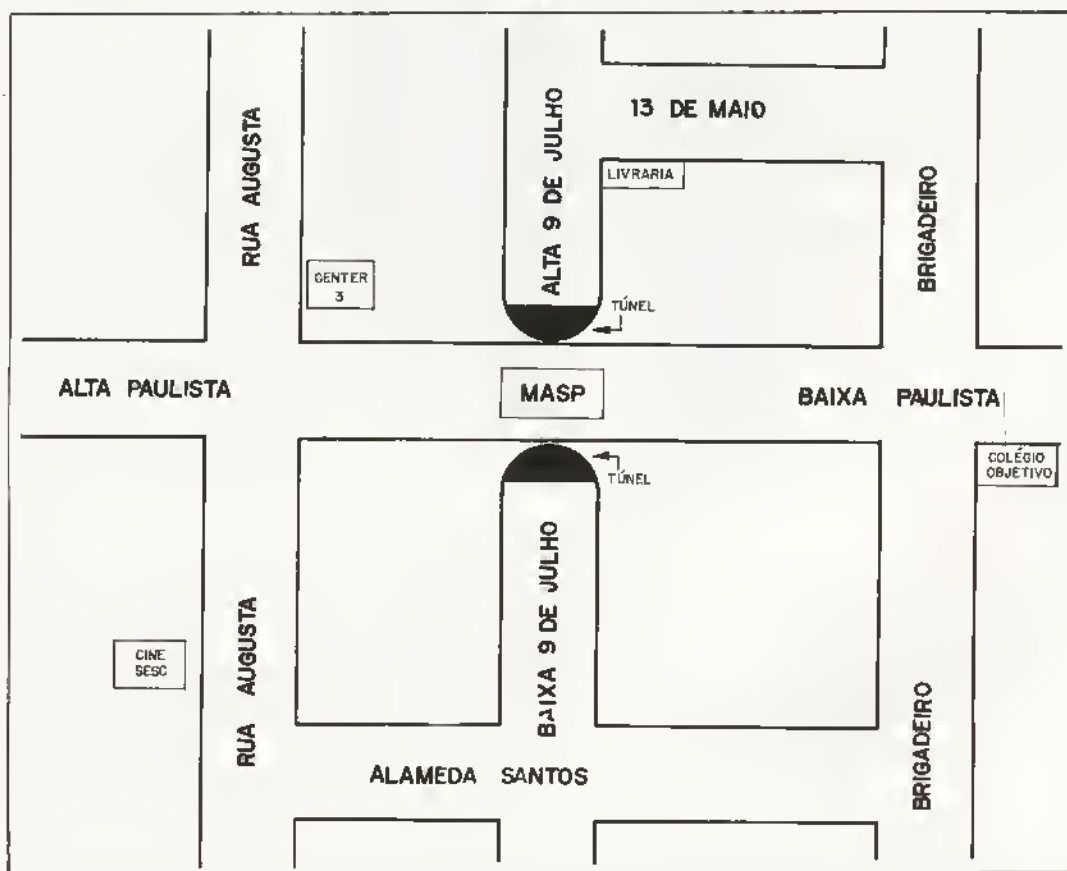 13 DE MAIO
RUA AUGUSTA
ALTA 9 DE JULHO
LIVRARIA
BRIGADEIRO
CENTER
3
TÚNEL
ALTA PAULISTA
MASP
BAIXA PAULISTA
TÚNEL
COLÉGIO
OBJETIVO
RUA AUGUSTA
BAIXA 9 DE JULHO
CINE
SESC
BRIGADEIRO
ALAMEDA SANTOS